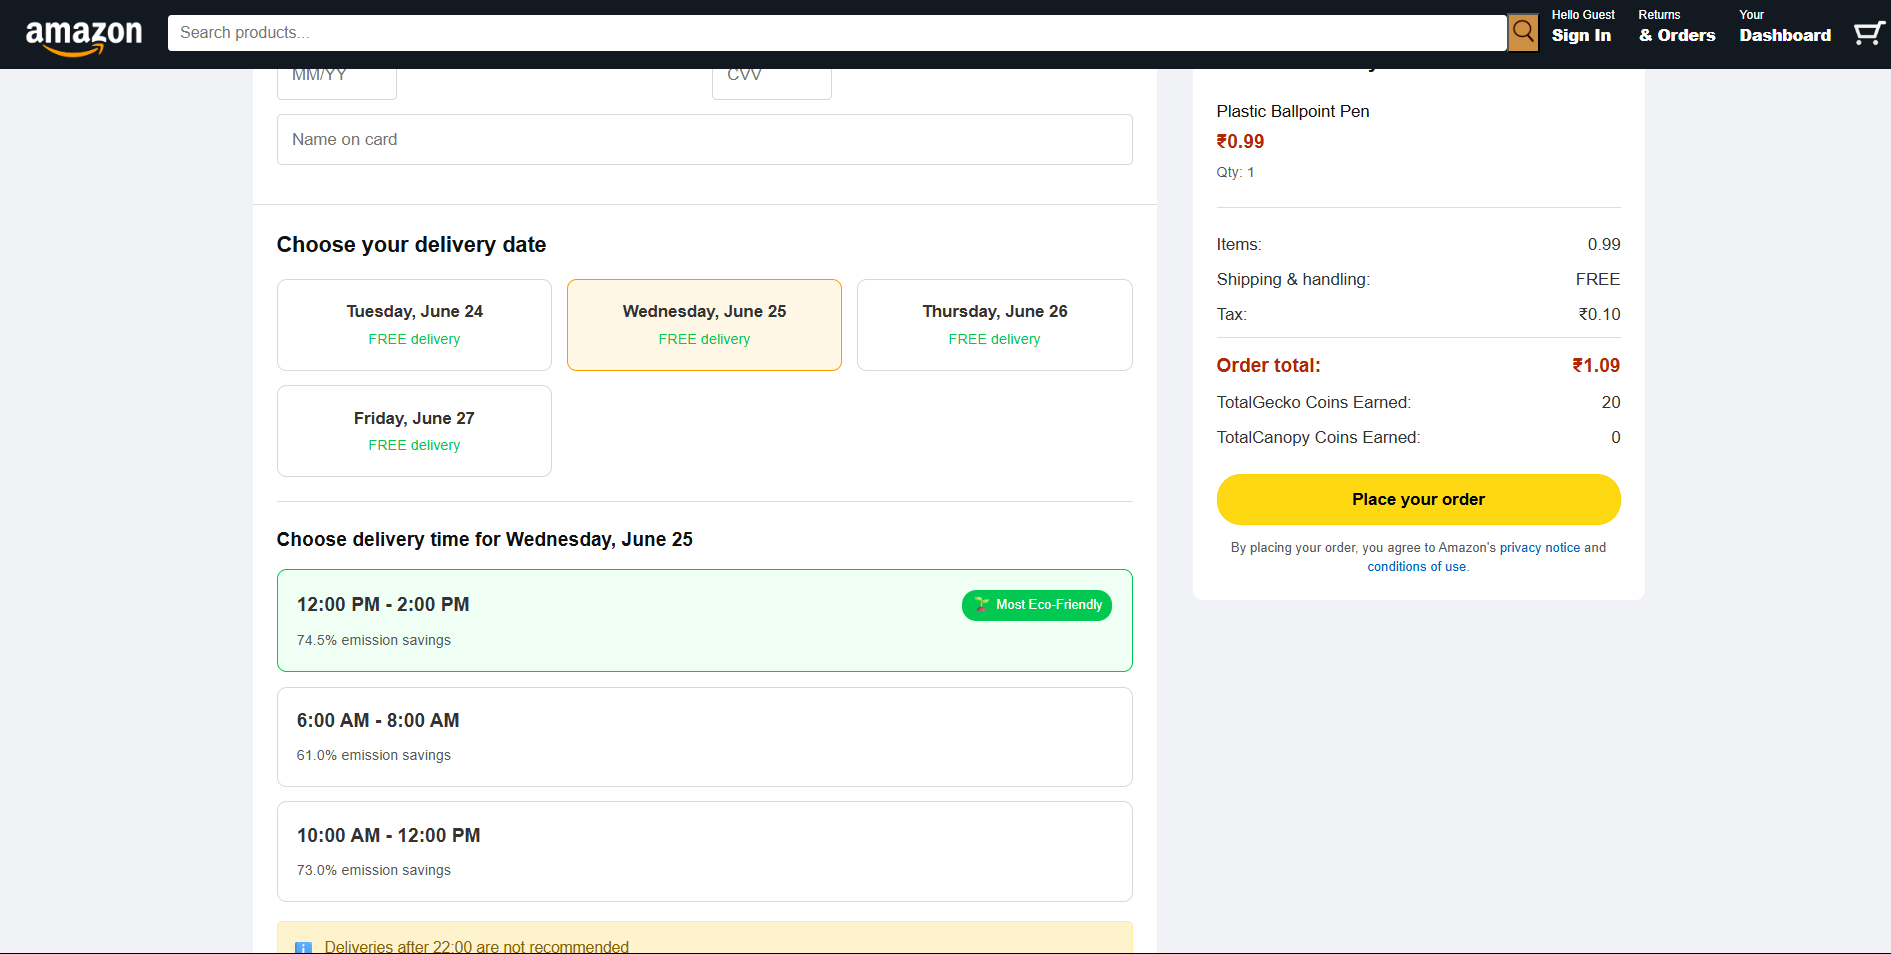 amazon
Search products...
Hello Guest
Sign In
Returns
& Orders
Your
Dashboard
MM/YY
CVV
Name on card
Choose your delivery date
Tuesday, June 24
FREE delivery
Wednesday, June 25
FREE delivery
Thursday, June 26
FREE delivery
Friday, June 27
FREE delivery
Choose delivery time for Wednesday, June 25
12:00 PM - 2:00 PM
Most Eco-Friendly
74.5% emission savings
6:00 AM - 8:00 AM
61.0% emission savings
10:00 AM - 12:00 PM
73.0% emission savings
Deliveries after 22:00 are not recommended
Plastic Ballpoint Pen
₹0.99
Qty: 1
Items: 0.99
Shipping & handling: FREE
Tax: ₹0.10
Order total: ₹1.09
TotalGecko Coins Earned: 20
TotalCanopy Coins Earned: 0
Place your order
By placing your order, you agree to Amazon's privacy notice and
conditions of use.